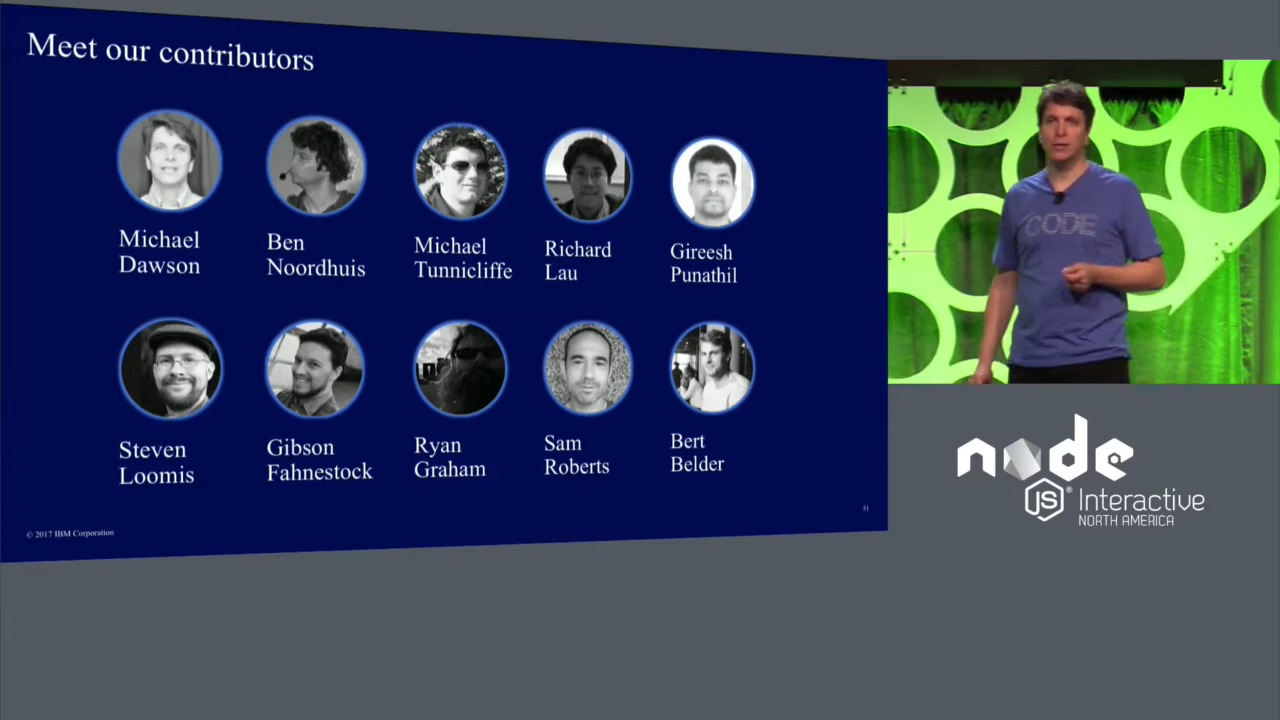 Meet our contributors
Michael
Dawson
Ben
Noordhuis
Michael
Tunnicliffe
Richard
Lau
Gireesh
Punathil
Steven
Loomis
Gibson
Fahnestock
Ryan
Graham
Sam
Roberts
Bert
Belder
© 2017 IBM Corporation
51
CODE
node
JS® Interactive
NORTH AMERICA